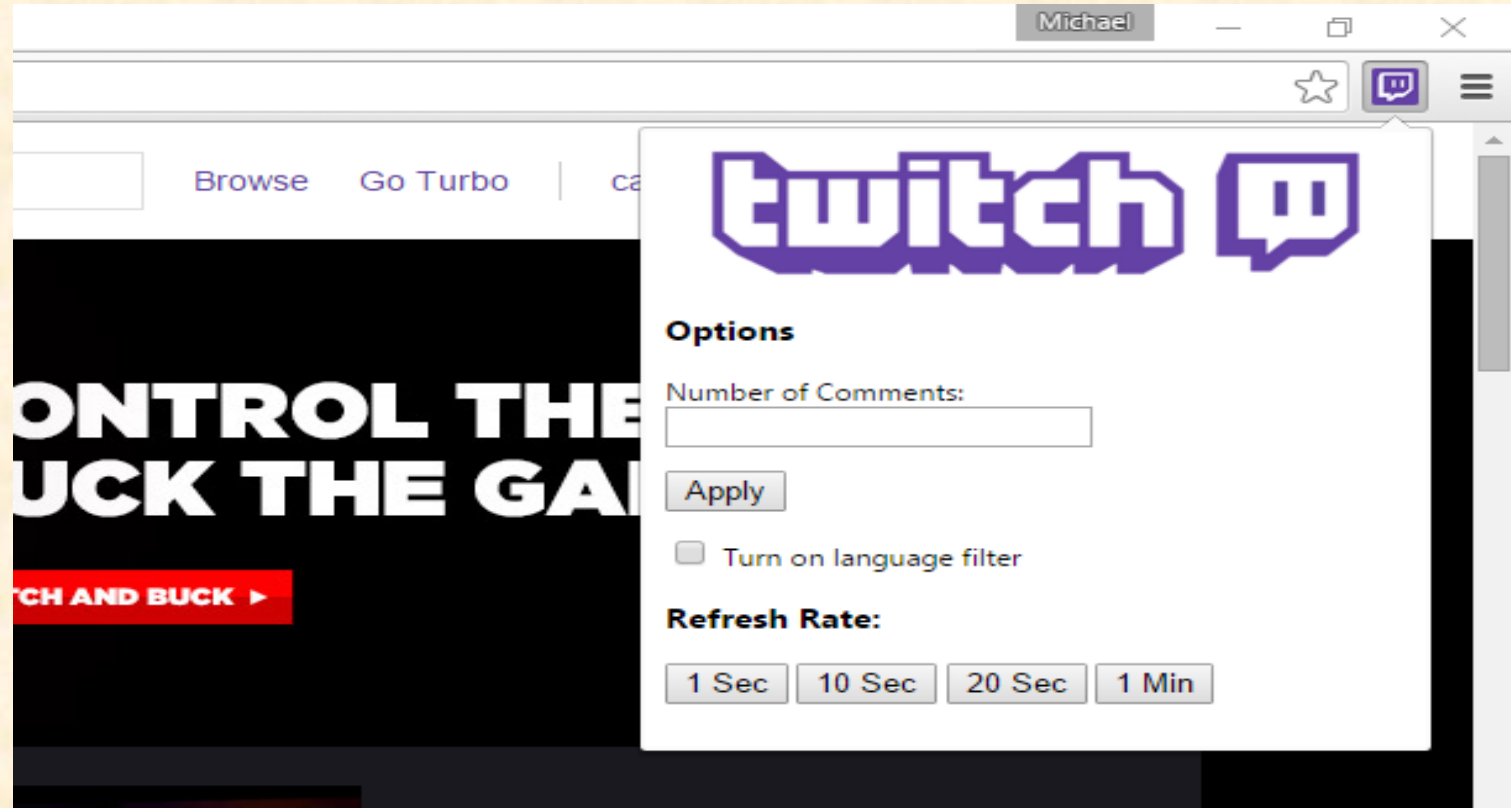 Michael
Browse Go Turbo ca
twitch
Options
Number of Comments:
ONTROL THE
UCK THE GA
Apply
Turn on language filter
TCH AND BUCK ►
Refresh Rate:
1 Sec 10 Sec 20 Sec 1 Min